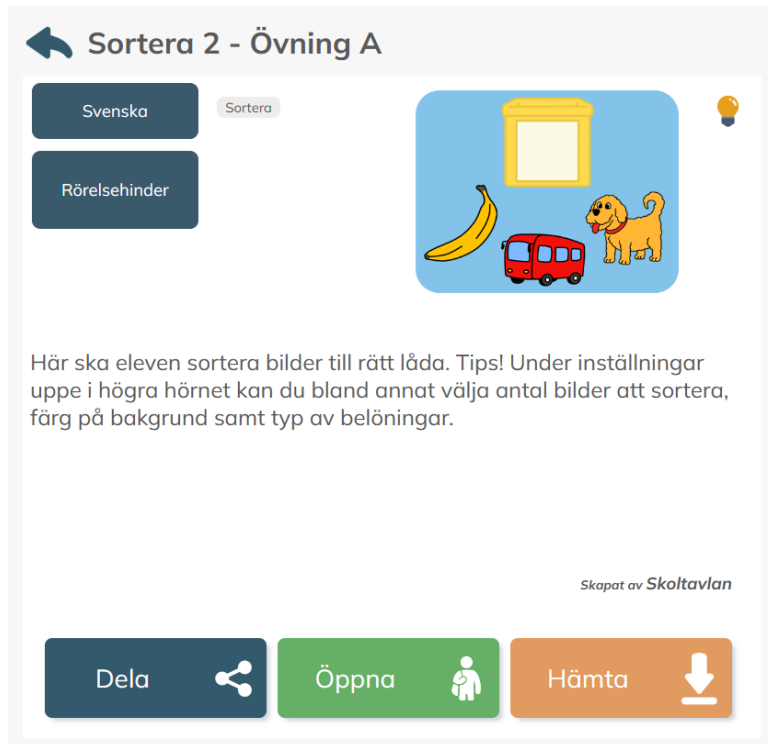 Sortera 2 - Övning A
Svenska
Sortera
Rörelsehinder
Här ska eleven sortera bilder till rätt låda. Tips! Under inställningar
uppe i högra hörnet kan du bland annat välja antal bilder att sortera,
färg på bakgrund samt typ av belöningar.
Skapat av Skoltavlan
Dela
Öppna
Hämta